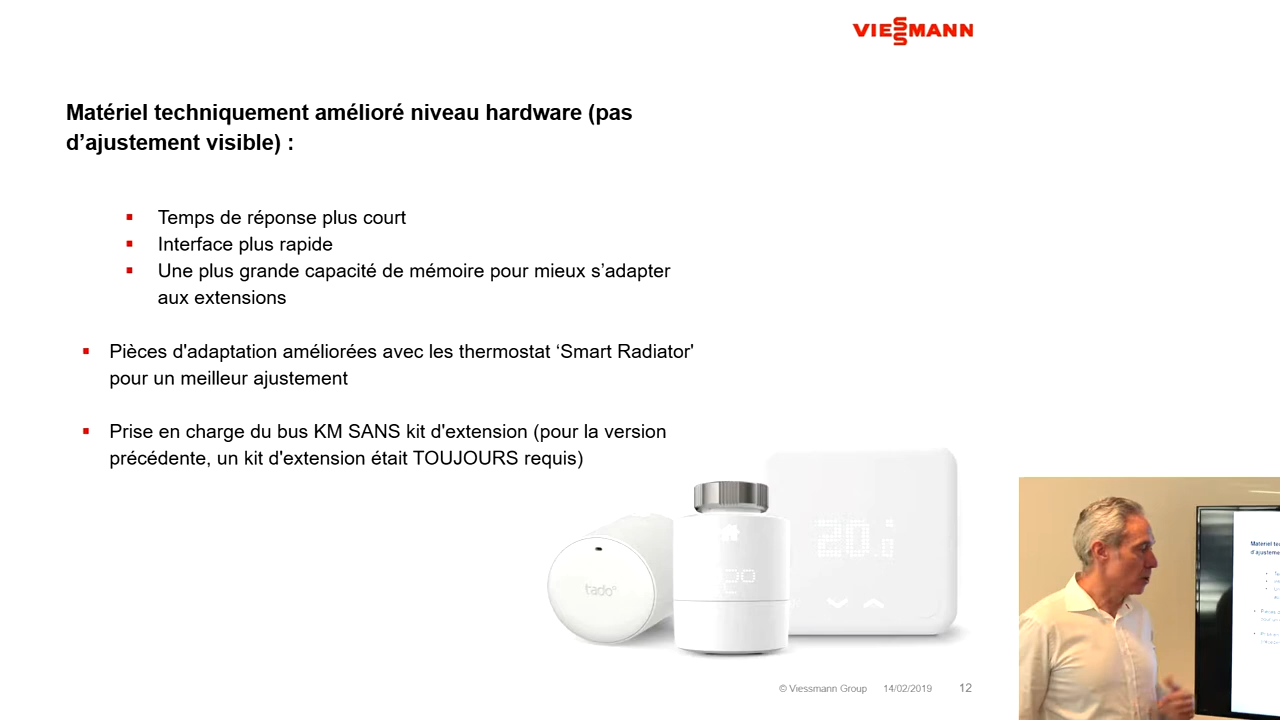 VIESSMANN
Matériel techniquement amélioré niveau hardware (pas
d’ajustement visible) :
▪ Temps de réponse plus court
▪ Interface plus rapide
▪ Une plus grande capacité de mémoire pour mieux s’adapter
aux extensions
▪ Pièces d'adaptation améliorées avec les thermostat ‘Smart Radiator'
pour un meilleur ajustement
▪ Prise en charge du bus KM SANS kit d'extension (pour la version
précédente, un kit d'extension était TOUJOURS requis)
tado°
© Viessmann Group 14/02/2019 12